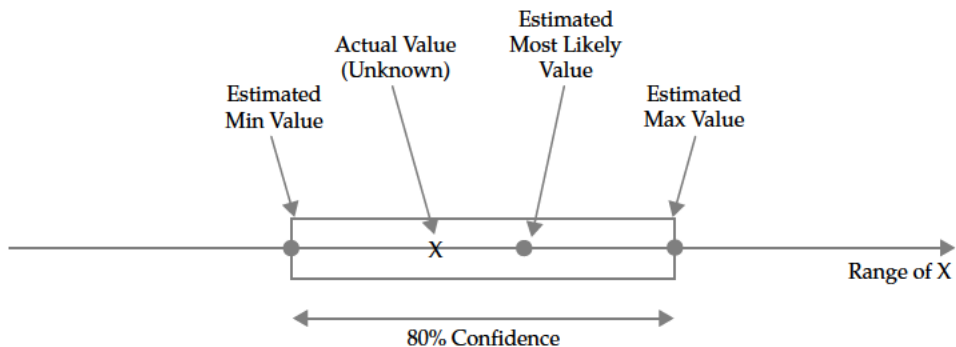 Estimated
Min Value
Actual Value
(Unknown)
Estimated
Most Likely
Value
Estimated
Max Value
X
Range of X
80% Confidence